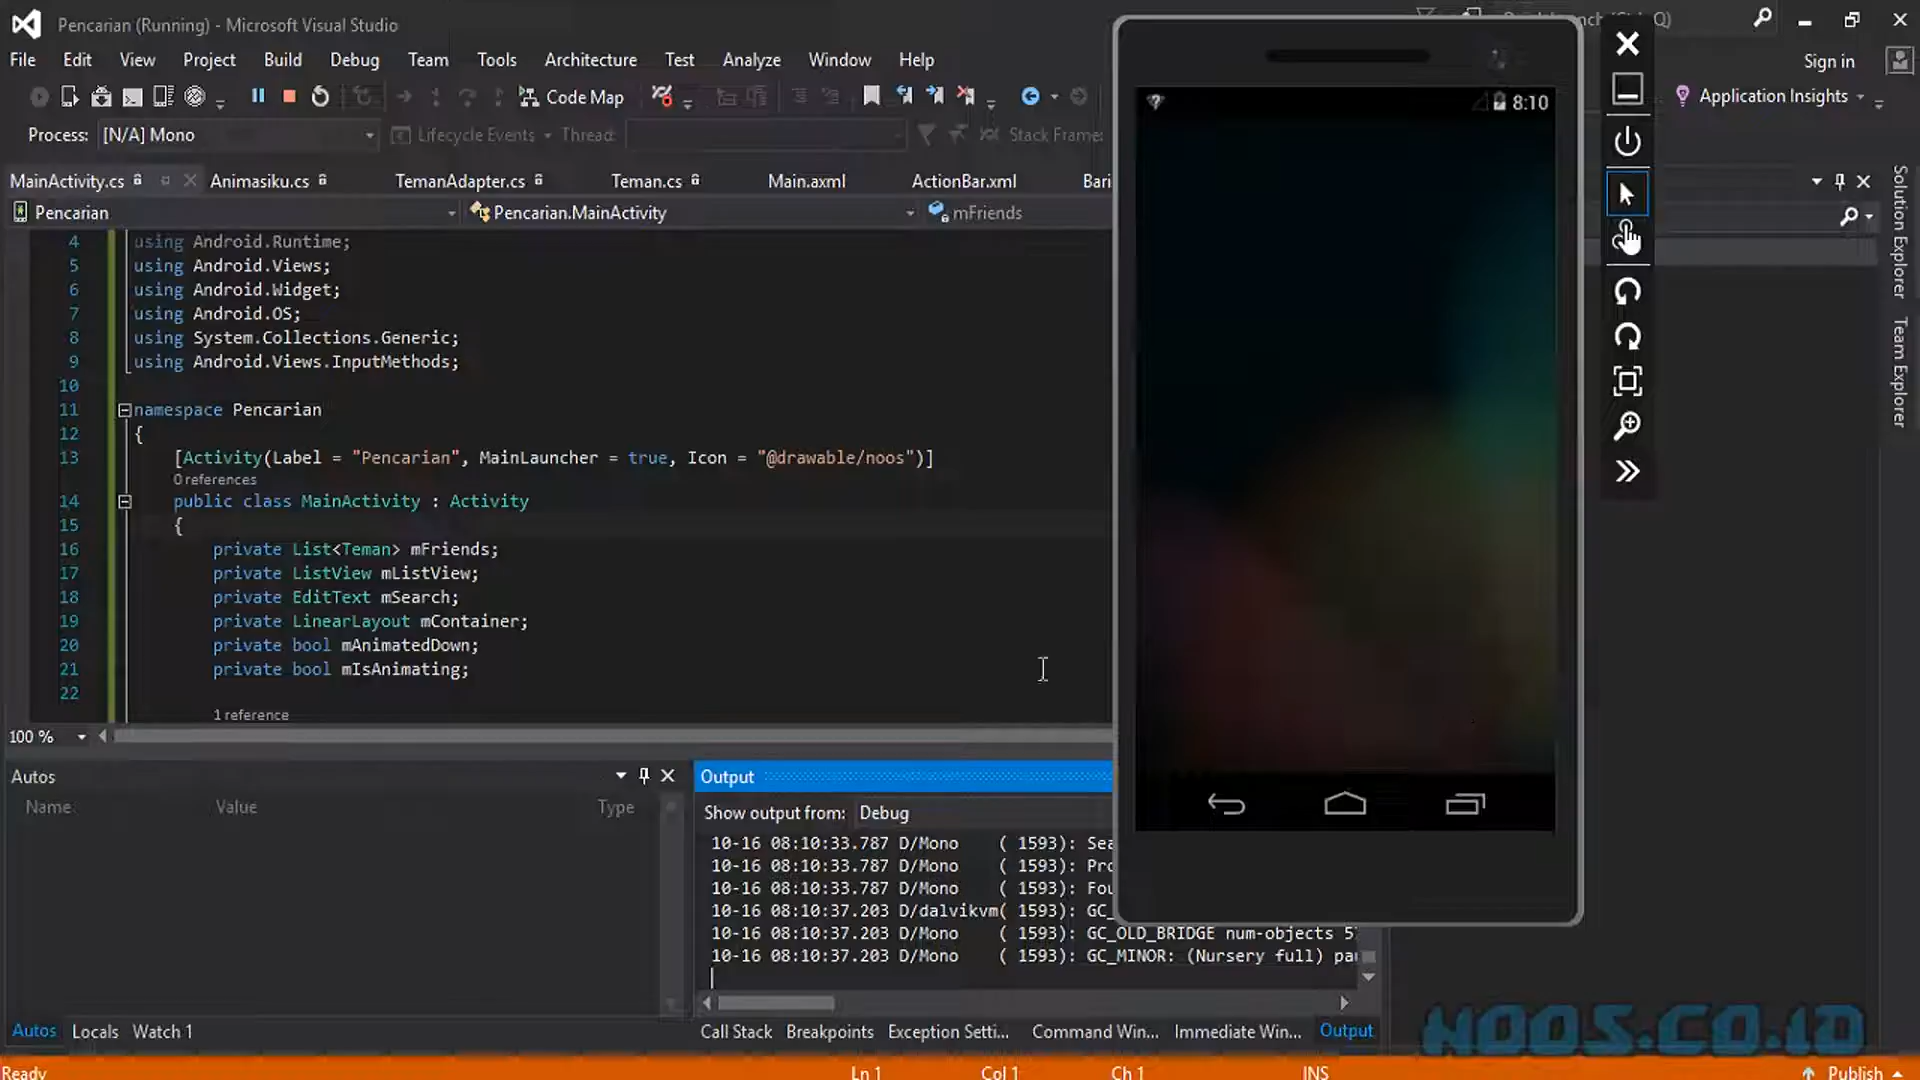 Pencarian (Running) - Microsoft Visual Studio
File Edit View Project Build Debug Team Tools Architecture Test Analyze Window Help
Sign in
Code Map
Application Insights
Process: [N/A] Mono Lifecycle Events Thread: Stack Frame:
MainActivity.cs Animasiku.cs TemanAdapter.cs Teman.cs Main.axml ActionBar.xml Bari
Pencarian Pencarian.MainActivity mFriends
4 using Android.Runtime;
5 using Android.Views;
6 using Android.Widget;
7 using Android.OS;
8 using System.Collections.Generic;
9 using Android.Views.InputMethods;
10
11 namespace Pencarian
12 {
13 [Activity(Label = "Pencarian", MainLauncher = true, Icon = "@drawable/noos")]
0 references
14 public class MainActivity : Activity
15 {
16 private List<Teman> mFriends;
17 private ListView mListView;
18 private EditText mSearch;
19 private LinearLayout mContainer;
20 private bool mAnimatedDown;
21 private bool mIsAnimating;
22
1 reference
100 %
8:10
Solution Explorer
Team Explorer
Autos
Name Value Type
Autos Locals Watch 1
Output
Show output from: Debug
10-16 08:10:33.787 D/Mono ( 1593): Sea
10-16 08:10:33.787 D/Mono ( 1593): Pro
10-16 08:10:33.787 D/Mono ( 1593): Fou
10-16 08:10:37.203 D/dalvikvm( 1593): GC_
10-16 08:10:37.203 D/Mono ( 1593): GC_OLD_BRIDGE num-objects 5
10-16 08:10:37.203 D/Mono ( 1593): GC_MINOR: (Nursery full) pa
Call Stack Breakpoints Exception Setti... Command Win... Immediate Win... Output
NOOS.CO.ID
Ready Ln 1 Col 1 Ch 1 INS Publish